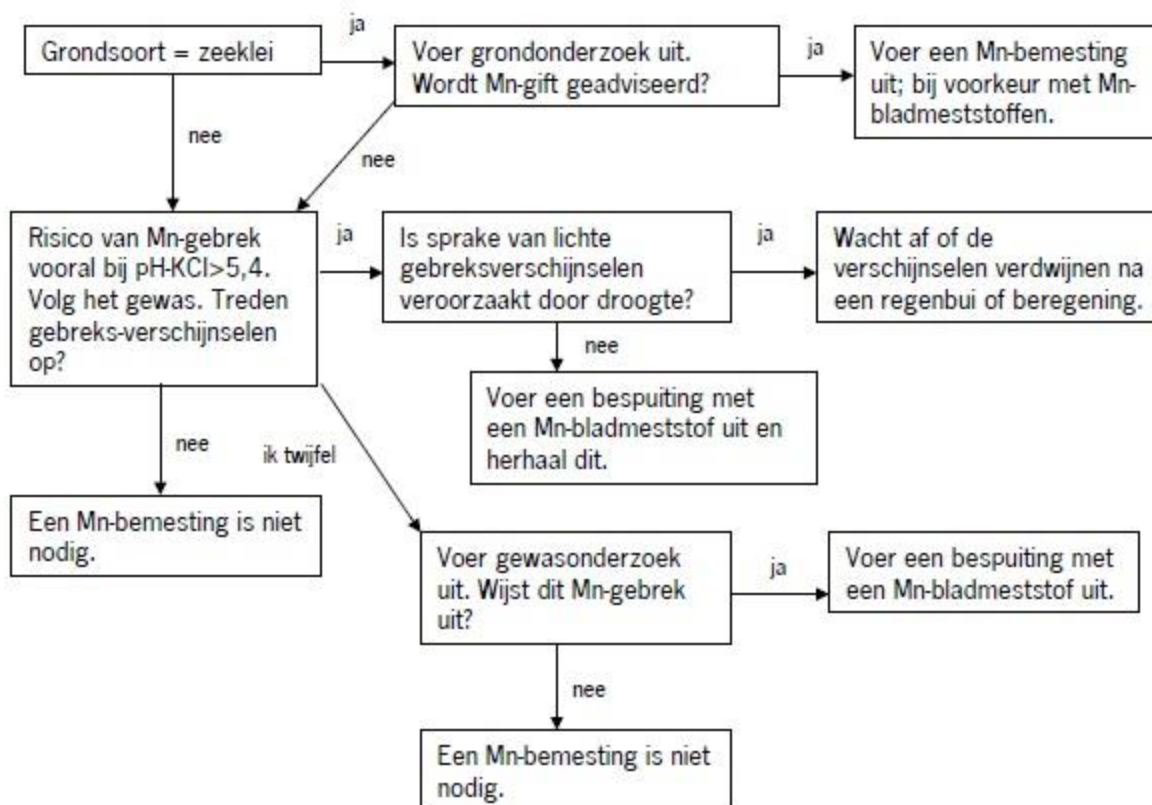 Grondsoort = zeeklei
ja
Voer grondonderzoek uit.
Wordt Mn-gift geadviseerd?
ja
Voer een Mn-bemesting
uit; bij voorkeur met Mn-
bladmeststoffen.
nee
nee
Risico van Mn-gebrek
vooral bij pH-KCl>5,4.
Volg het gewas. Treden
gebreks-verschijnselen
op?
ja
Is sprake van lichte
gebreksverschijnselen
veroorzaakt door droogte?
ja
Wacht af of de
verschijnselen verdwijnen na
een regenbui of beregening.
nee
Voer een bespuiting met
een Mn-bladmeststof uit en
herhaal dit.
nee
ik twijfel
Een Mn-bemesting is niet
nodig.
Voer gewasonderzoek
uit. Wijst dit Mn-gebrek
uit?
ja
Voer een bespuiting met
een Mn-bladmeststof uit.
nee
Een Mn-bemesting is niet
nodig.